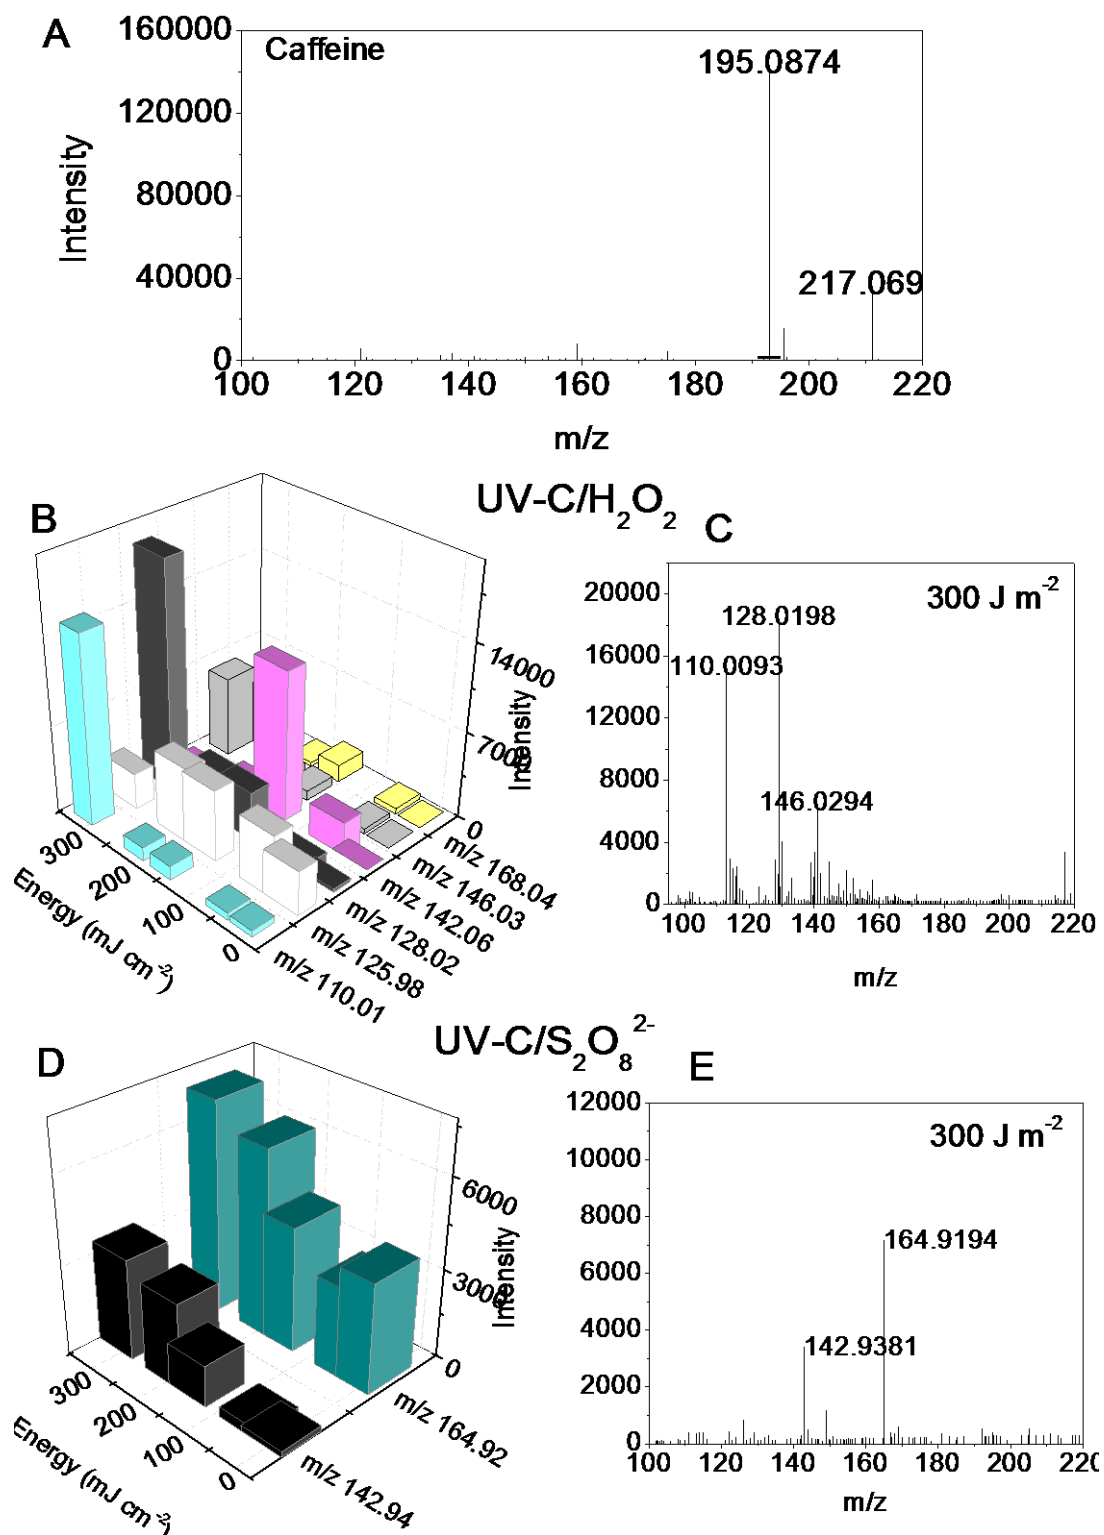 A
Caffeine
160000
120000
80000
40000
0
Intensity
195.0874
217.069
100 120 140 160 180 200 220
m/z
UV-C/H2O2
B
14000
7000
0
Intensity
300
200
100
0
Energy (mJ cm-2)
m/z 168.04
m/z 146.03
m/z 142.06
m/z 128.02
m/z 125.98
m/z 110.01
C
300 J m-2
20000
16000
12000
8000
4000
0
128.0198
110.0093
146.0294
100 120 140 160 180 200 220
m/z
UV-C/S2O8 2-
D
6000
3000
0
Intensity
300
200
100
0
Energy (mJ cm-2)
m/z 164.92
m/z 142.94
E
300 J m-2
12000
10000
8000
6000
4000
2000
0
164.9194
142.9381
100 120 140 160 180 200 220
m/z